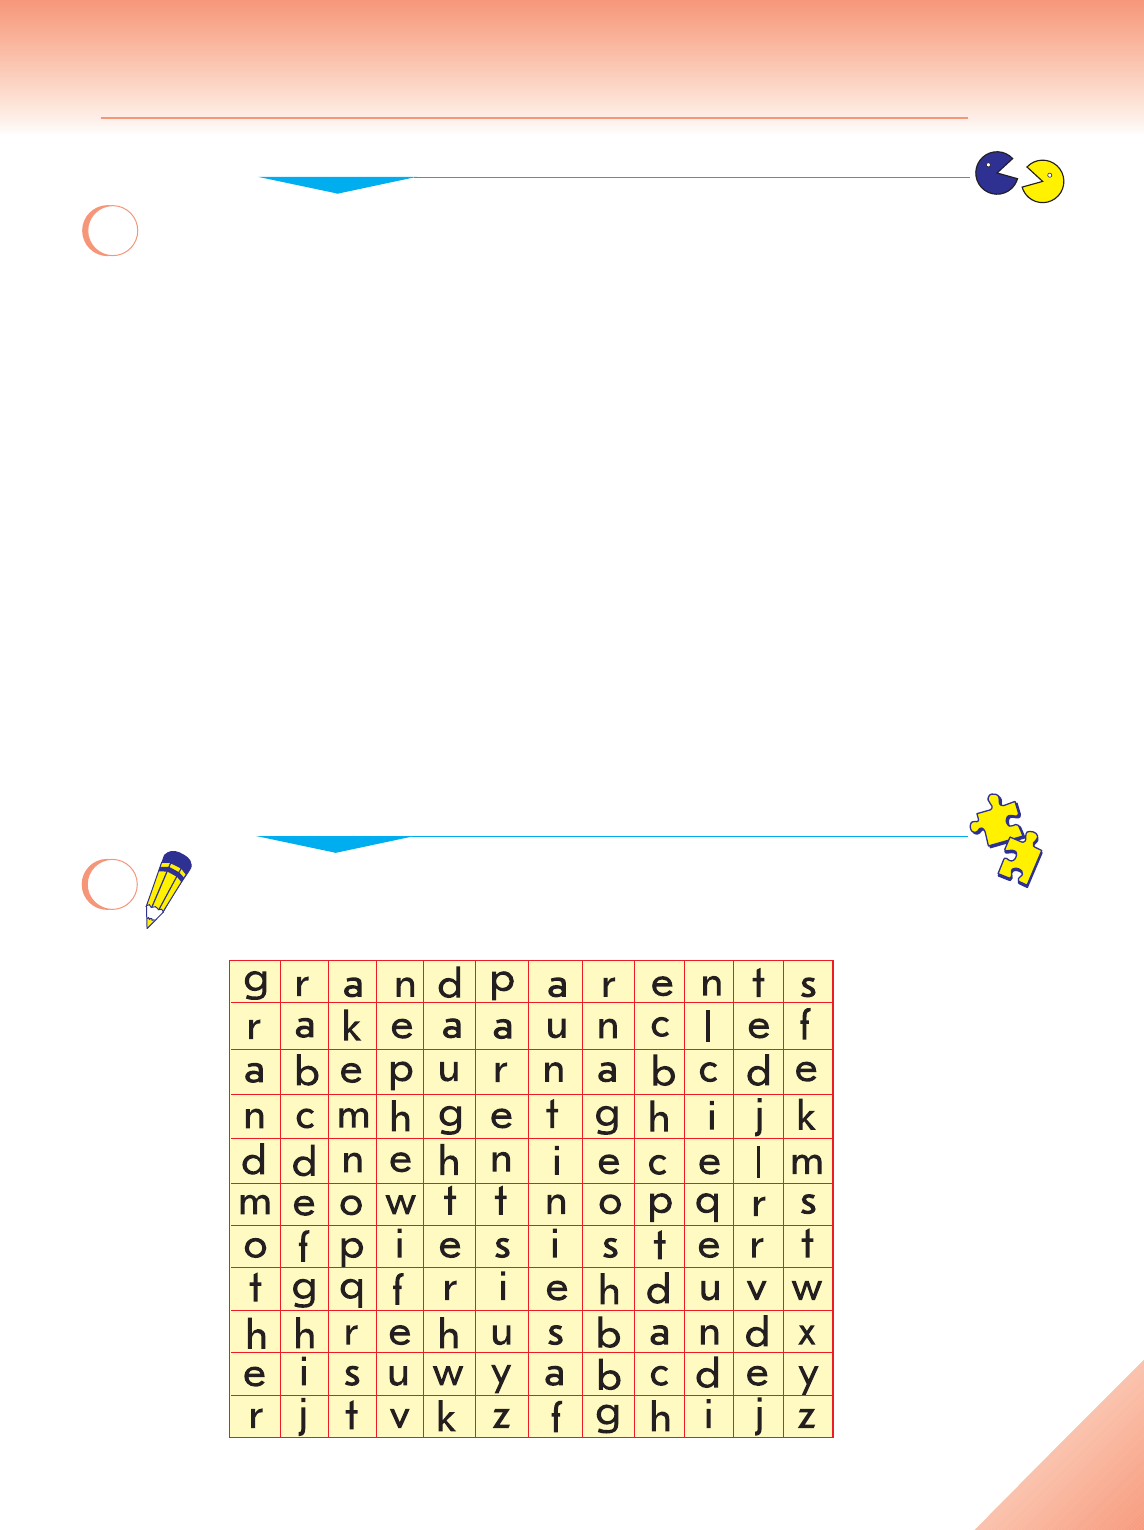 g r a n d p a r e n t s
r a k e a a u n c l e f
a b e p u r n a b c d e
n c m h g e t g h i j k
d d n e h n i e c e l m
m e o w t t n o p q r s
o f p i e s i s t e r t
t g q f r i e h d u v w
h h r e h u s b a n d x
e i s u w y a b c d e y
r j t v k z f g h i j z